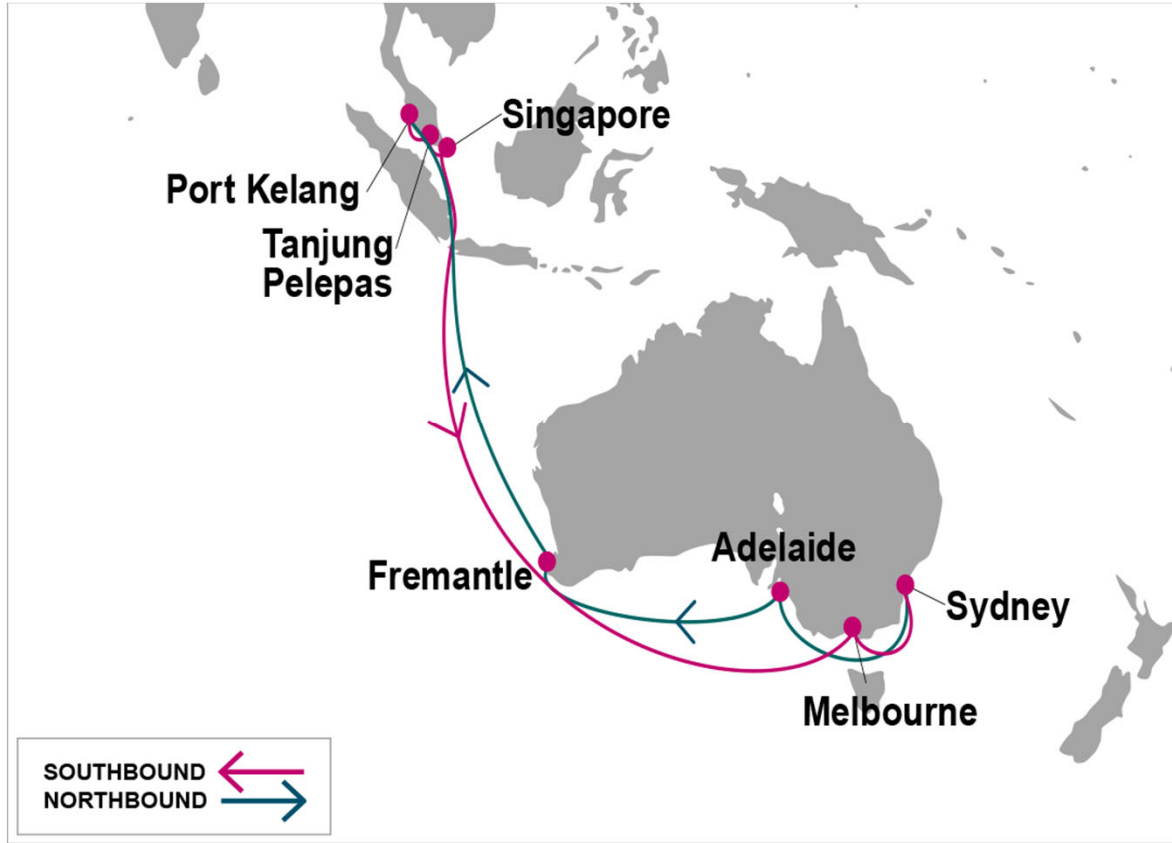 Singapore
Port Kelang
Tanjung
Pelepas
Adelaide
Fremantle
Sydney
Melbourne
SOUTHBOUND
NORTHBOUND